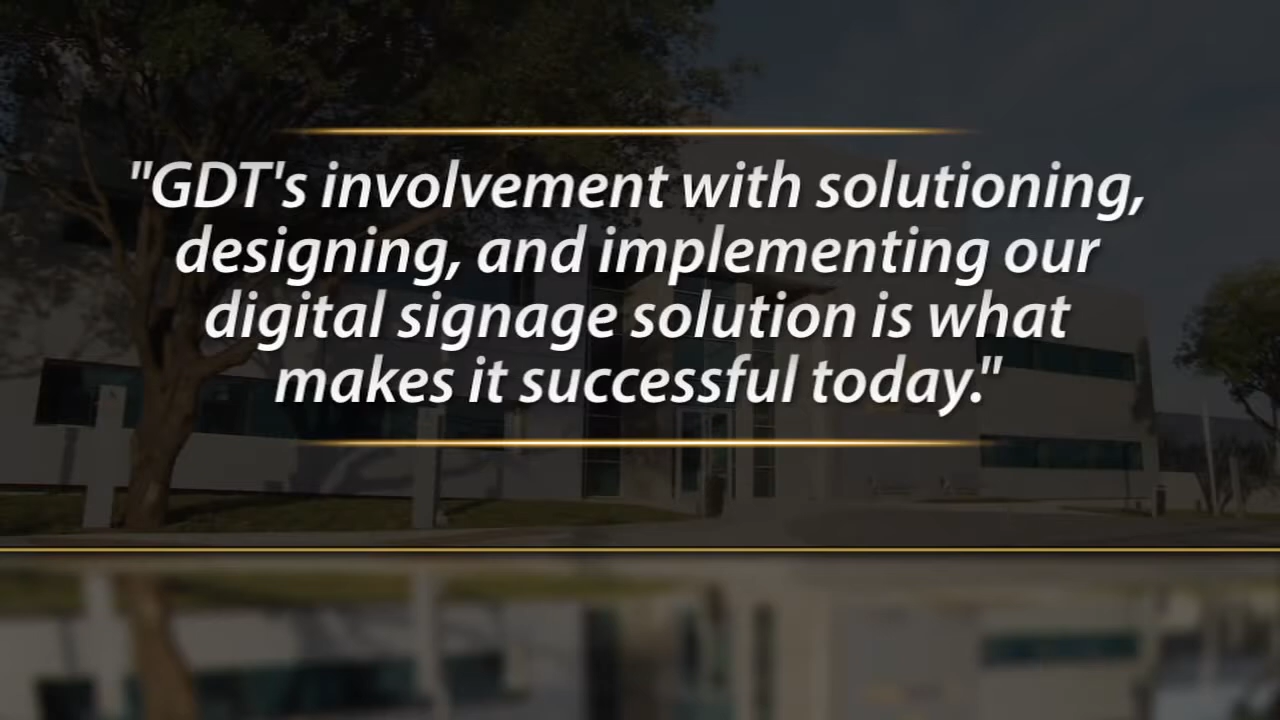 "GDT's involvement with solutioning,
designing, and implementing our
digital signage solution is what
makes it successful today."